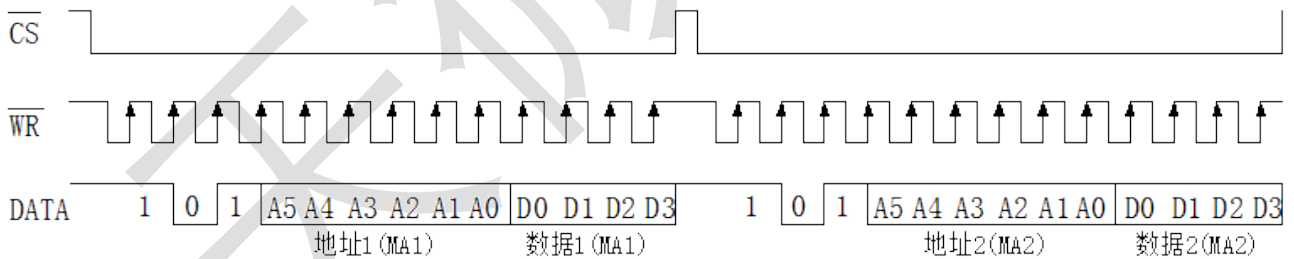 CS
WR
DATA 1 0 1 A5 A4 A3 A2 A1 A0 D0 D1 D2 D3 1 0 1 A5 A4 A3 A2 A1 A0 D0 D1 D2 D3
地址1(MA1) 数据1(MA1) 地址2(MA2) 数据2(MA2)